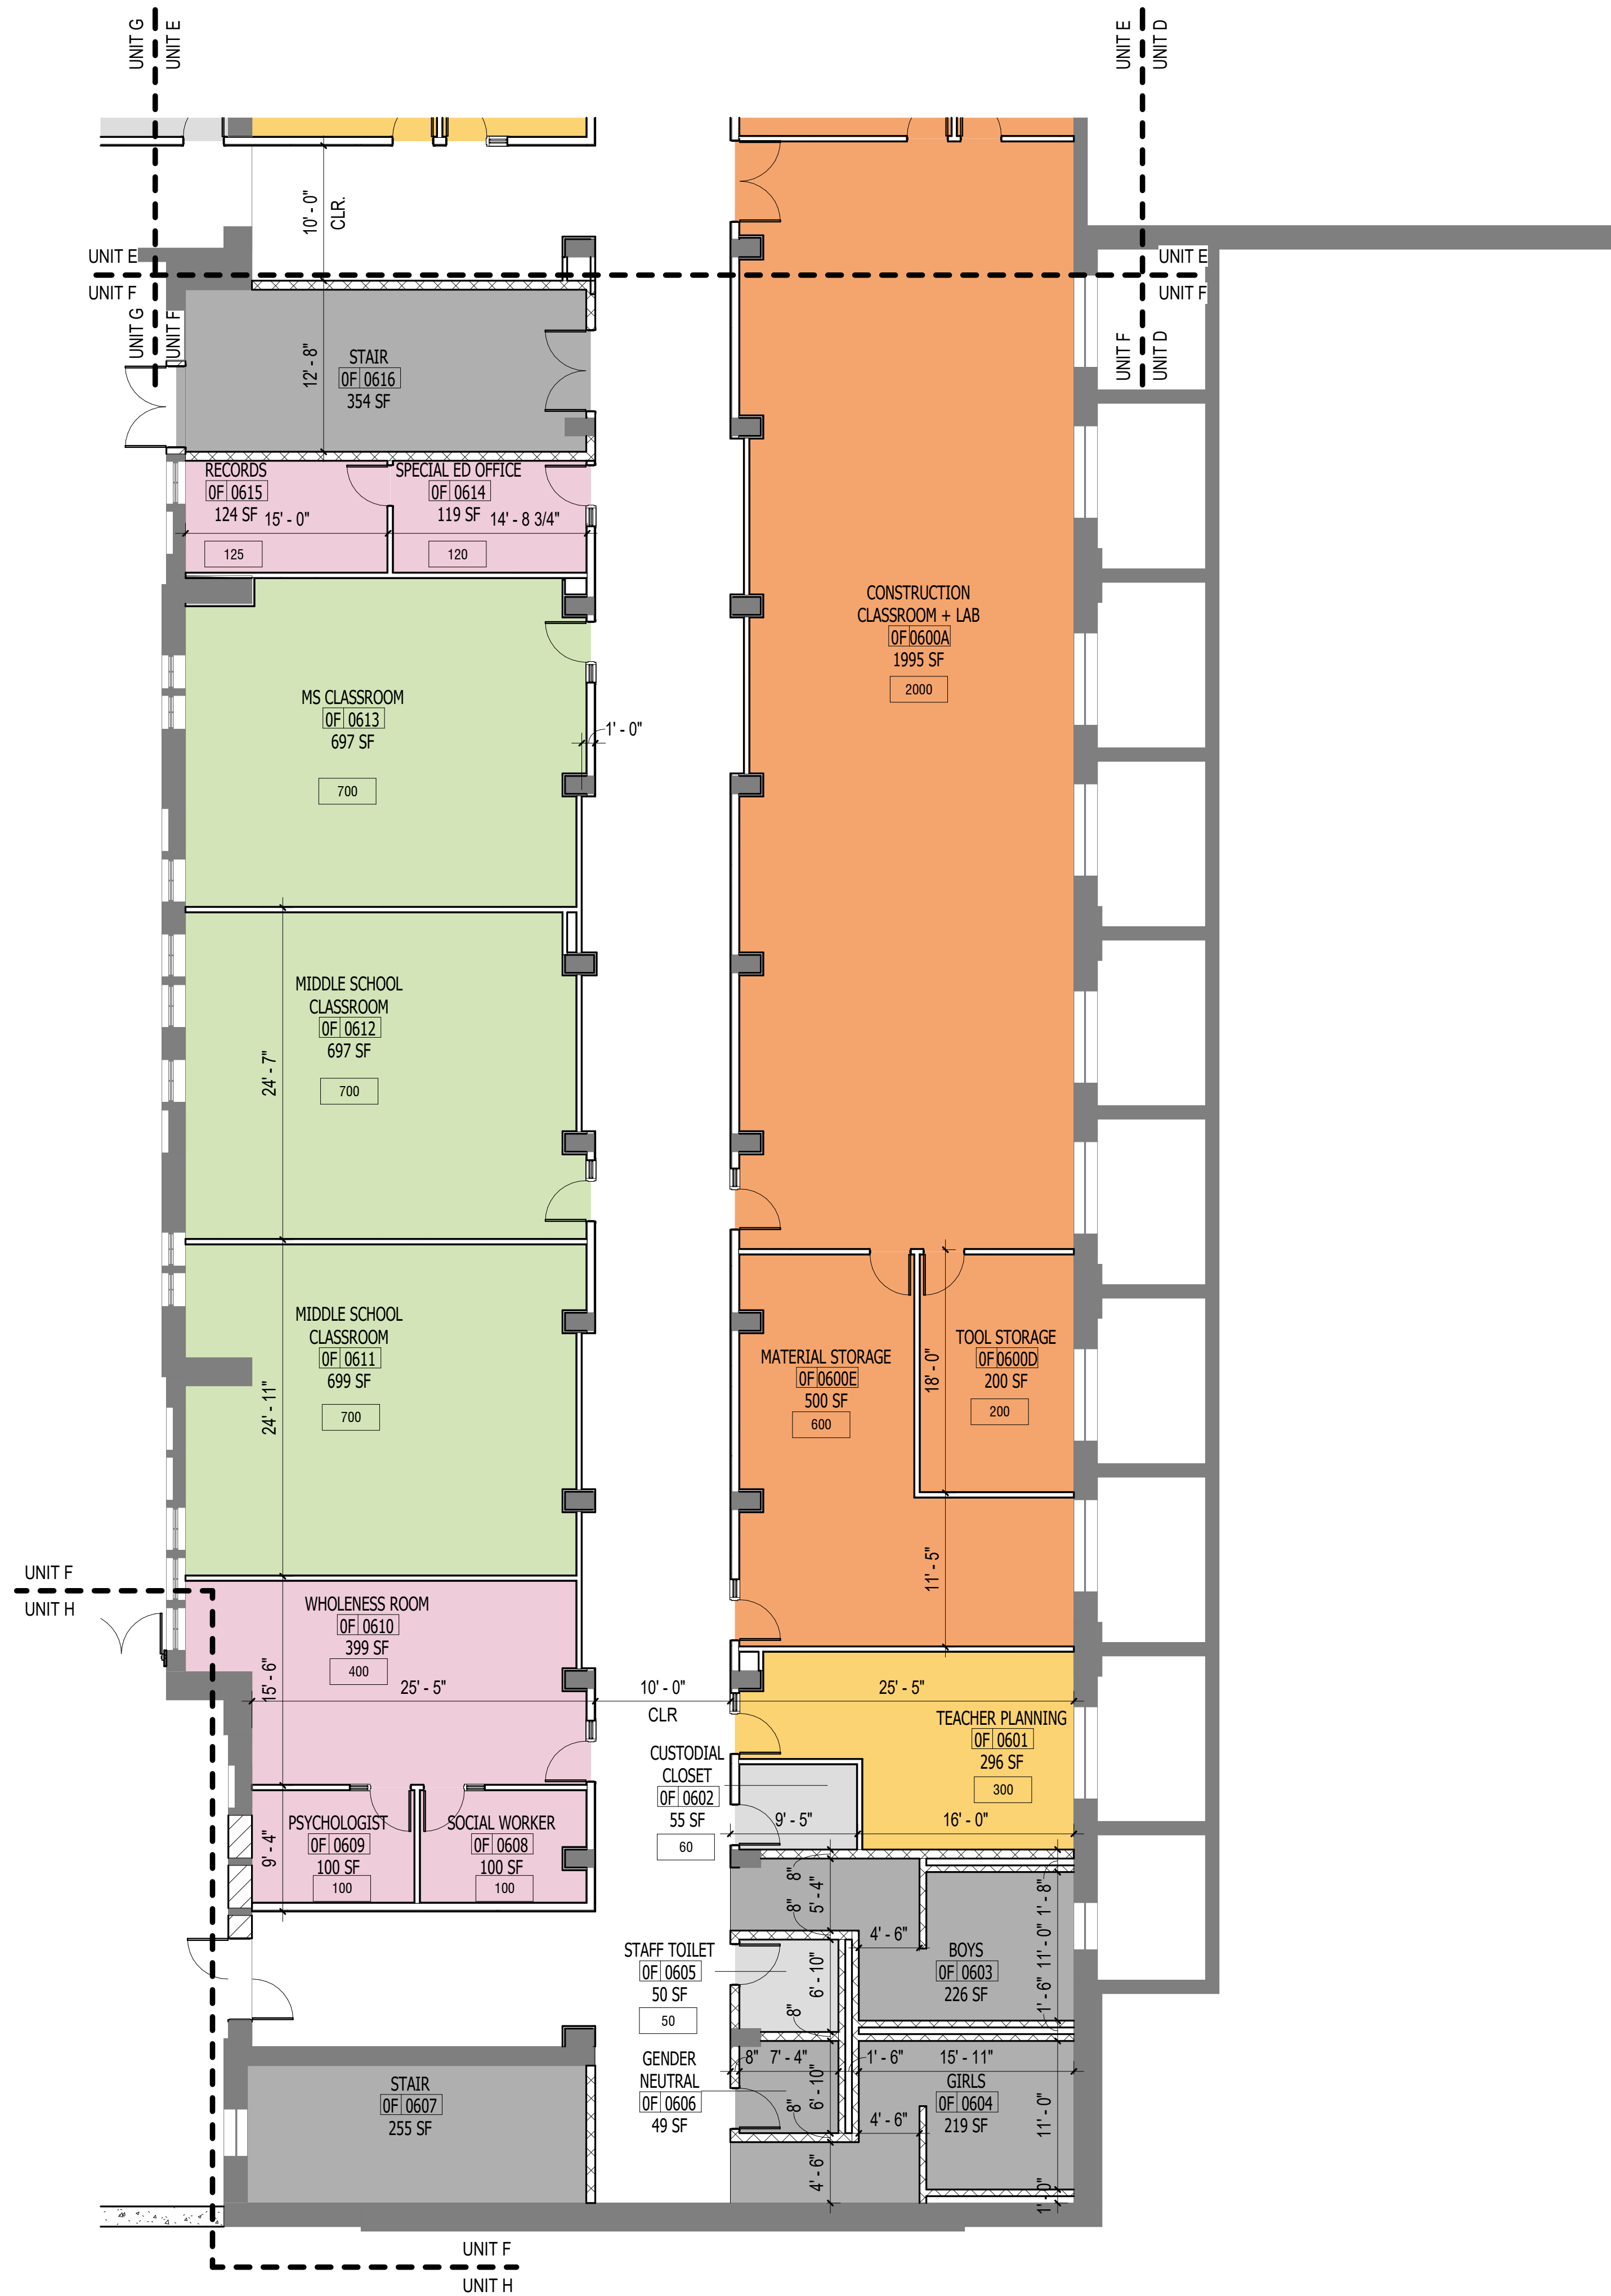 UNIT G
UNIT E
UNIT E
UNIT D
10' - 0"
CLR.
UNIT E
UNIT F
UNIT E
UNIT F
UNIT G
UNIT F
UNIT F
UNIT D
12' - 8"
STAIR
0F 0616
354 SF
RECORDS
0F 0615
124 SF
15' - 0"
125
SPECIAL ED OFFICE
0F 0614
119 SF
14' - 8 3/4"
120
CONSTRUCTION
CLASSROOM + LAB
0F 0600A
1995 SF
2000
MS CLASSROOM
0F 0613
697 SF
700
1' - 0"
MIDDLE SCHOOL
CLASSROOM
0F 0612
697 SF
700
24' - 7"
MIDDLE SCHOOL
CLASSROOM
0F 0611
699 SF
700
24' - 11"
MATERIAL STORAGE
0F 0600E
500 SF
600
TOOL STORAGE
0F 0600D
200 SF
200
18' - 0"
11' - 5"
UNIT F
UNIT H
WHOLENESS ROOM
0F 0610
399 SF
400
15' - 6"
25' - 5"
10' - 0"
CLR
25' - 5"
TEACHER PLANNING
0F 0601
296 SF
300
CUSTODIAL
CLOSET
0F 0602
55 SF
60
9' - 5"
16' - 0"
PSYCHOLOGIST
0F 0609
100 SF
100
SOCIAL WORKER
0F 0608
100 SF
100
9' - 4"
8"
5' - 4"
8"
1' - 8"
4' - 6"
11' - 0"
BOYS
0F 0603
226 SF
1' - 6"
STAFF TOILET
0F 0605
50 SF
50
6' - 10"
8"
8"
7' - 4"
1' - 6"
15' - 11"
GENDER
NEUTRAL
0F 0606
49 SF
6' - 10"
8"
4' - 6"
GIRLS
0F 0604
219 SF
11' - 0"
4' - 6"
1' - 0"
STAIR
0F 0607
255 SF
UNIT F
UNIT H